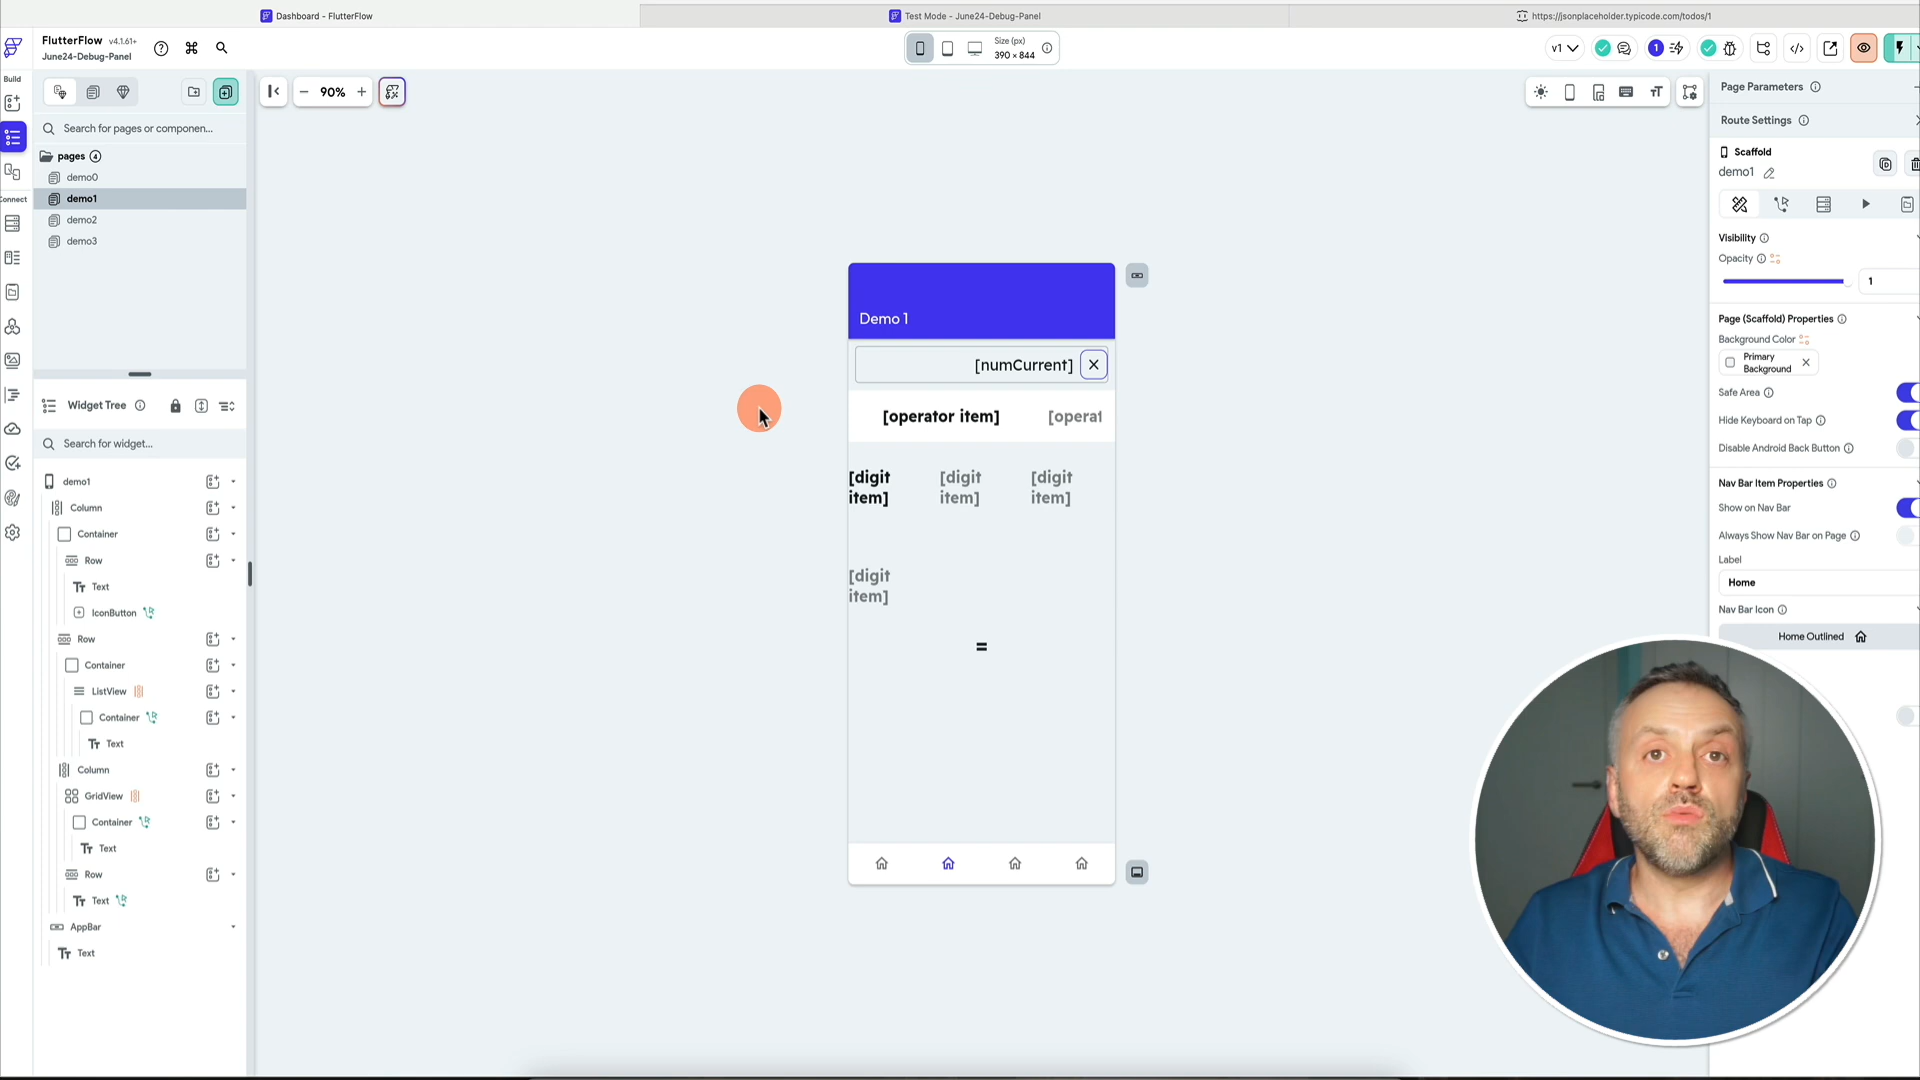 Dashboard - FlutterFlow
Test Mode - June24-Debug-Panel
https://jsonplaceholder.typicode.com/todos/1
FlutterFlow v4.1.61+
June24-Debug-Panel
Size (px)
390 × 844
v1
1
Build
Connect
90%
Search for pages or componen...
pages 4
demo0
demo1
demo2
demo3
Widget Tree
Search for widget...
demo1
Column
Container
Row
Text
IconButton
Row
Container
ListView
Container
Text
Column
GridView
Container
Text
Row
Text
AppBar
Text
Demo 1
[numCurrent]
[operator item]
[operat
[digit item]
[digit item]
[digit item]
[digit item]
=
Page Parameters
Route Settings
Scaffold
demo1
Visibility
Opacity
1
Page (Scaffold) Properties
Background Color
Primary
Background
Safe Area
Hide Keyboard on Tap
Disable Android Back Button
Nav Bar Item Properties
Show on Nav Bar
Always Show Nav Bar on Page
Label
Home
Nav Bar Icon
Home Outlined